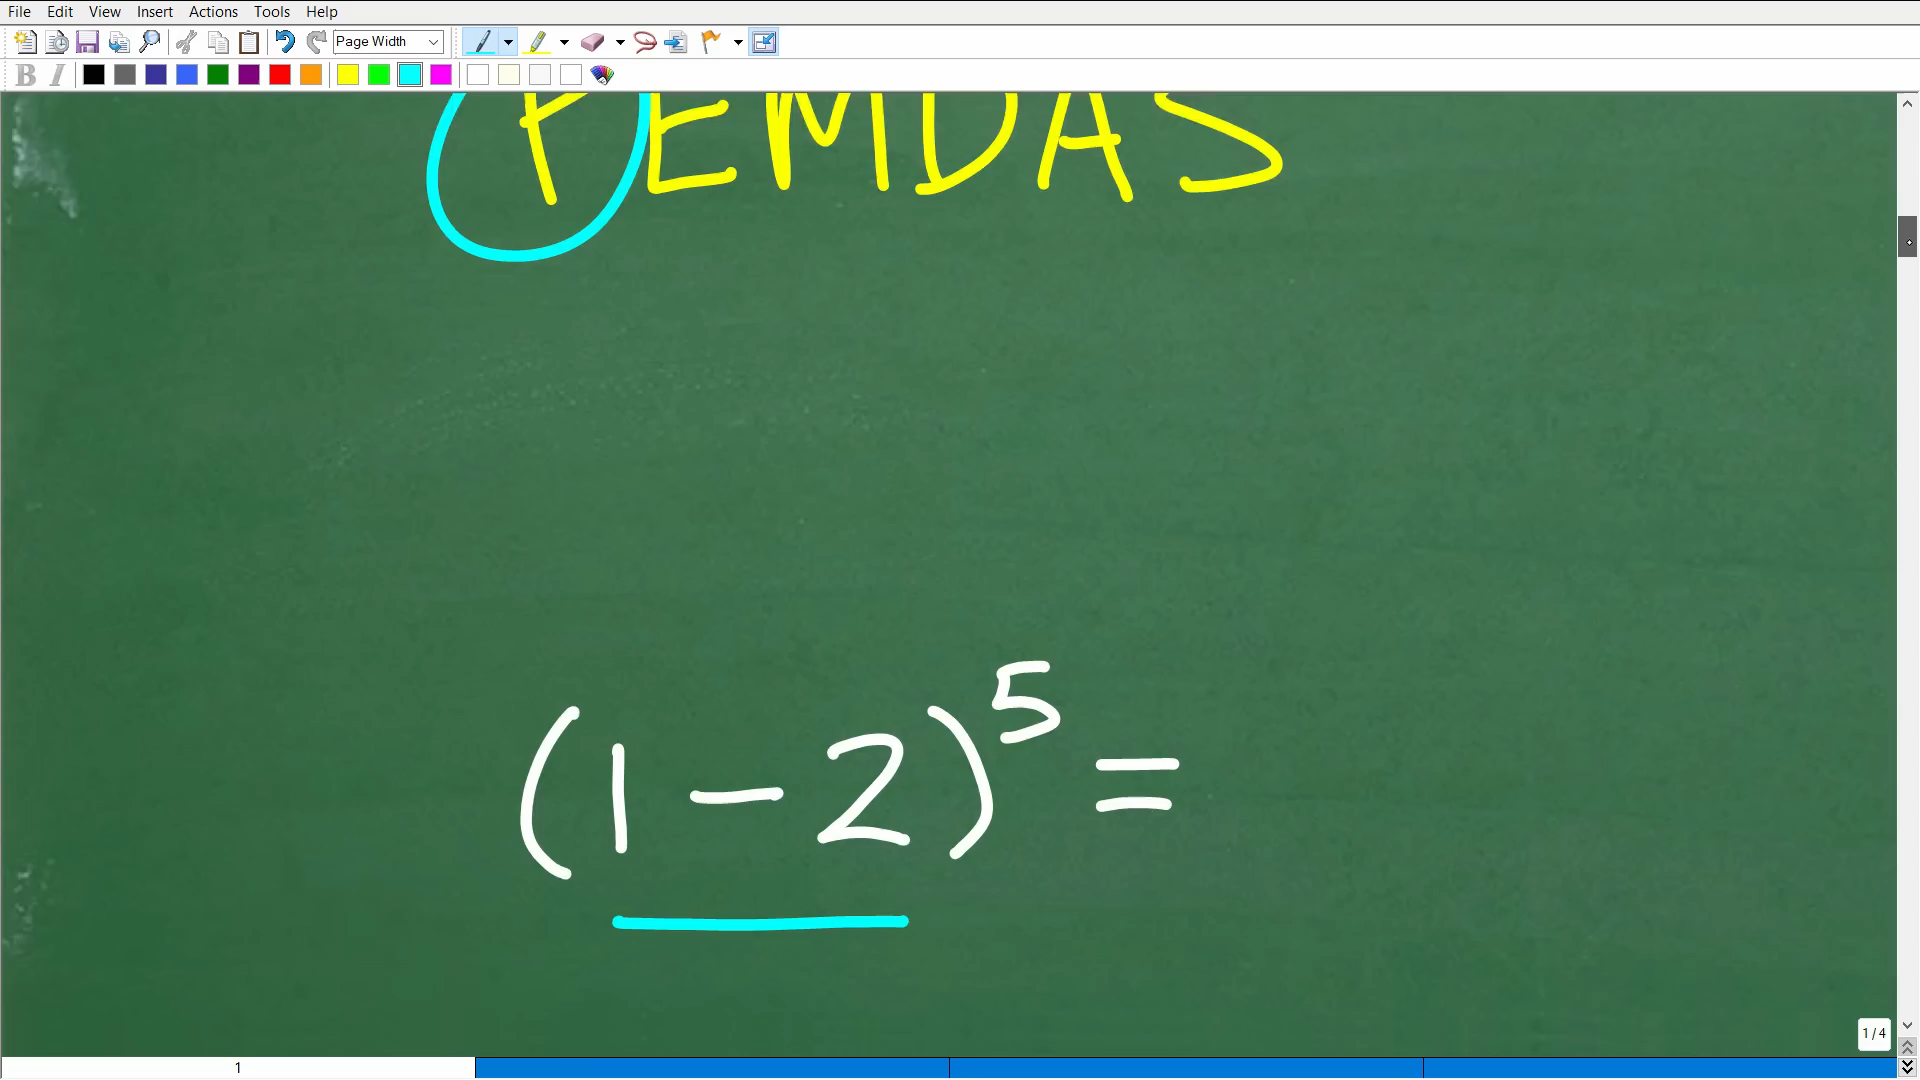 File Edit View Insert Actions Tools Help
Page Width
B I
PEMDAS
(1-2)⁵=
1/4
1